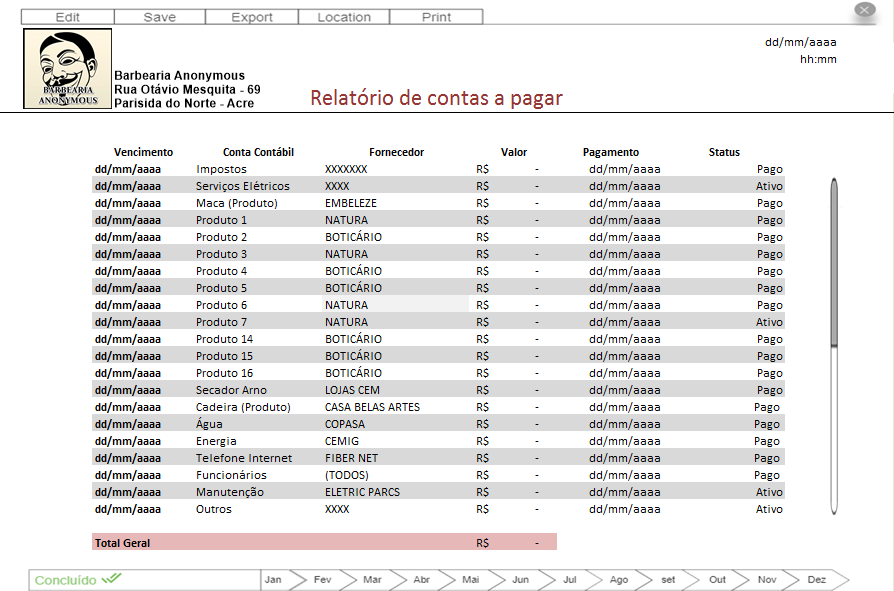 Edit Save Export Location Print
dd/mm/aaaa
hh:mm
BARBEARIA
ANONYMOUS
Barbearia Anonymous
Rua Otávio Mesquita - 69
Parisida do Norte - Acre
Relatório de contas a pagar
Vencimento Conta Contábil Fornecedor Valor Pagamento Status
dd/mm/aaaa Impostos XXXXXXX R$ - dd/mm/aaaa Pago
dd/mm/aaaa Serviços Elétricos XXXX R$ - dd/mm/aaaa Ativo
dd/mm/aaaa Maca (Produto) EMBELEZE R$ - dd/mm/aaaa Pago
dd/mm/aaaa Produto 1 NATURA R$ - dd/mm/aaaa Pago
dd/mm/aaaa Produto 2 BOTICÁRIO R$ - dd/mm/aaaa Pago
dd/mm/aaaa Produto 3 NATURA R$ - dd/mm/aaaa Pago
dd/mm/aaaa Produto 4 BOTICÁRIO R$ - dd/mm/aaaa Pago
dd/mm/aaaa Produto 5 BOTICÁRIO R$ - dd/mm/aaaa Pago
dd/mm/aaaa Produto 6 NATURA R$ - dd/mm/aaaa Pago
dd/mm/aaaa Produto 7 NATURA R$ - dd/mm/aaaa Ativo
dd/mm/aaaa Produto 14 BOTICÁRIO R$ - dd/mm/aaaa Pago
dd/mm/aaaa Produto 15 BOTICÁRIO R$ - dd/mm/aaaa Pago
dd/mm/aaaa Produto 16 BOTICÁRIO R$ - dd/mm/aaaa Pago
dd/mm/aaaa Secador Arno LOJAS CEM R$ - dd/mm/aaaa Pago
dd/mm/aaaa Cadeira (Produto) CASA BELAS ARTES R$ - dd/mm/aaaa Pago
dd/mm/aaaa Água COPASA R$ - dd/mm/aaaa Pago
dd/mm/aaaa Energia CEMIG R$ - dd/mm/aaaa Pago
dd/mm/aaaa Telefone Internet FIBER NET R$ - dd/mm/aaaa Pago
dd/mm/aaaa Funcionários (TODOS) R$ - dd/mm/aaaa Pago
dd/mm/aaaa Manutenção ELETRIC PARCS R$ - dd/mm/aaaa Ativo
dd/mm/aaaa Outros XXXX R$ - dd/mm/aaaa Ativo
Total Geral R$ -
Concluído Jan Fev Mar Abr Mai Jun Jul Ago set Out Nov Dez